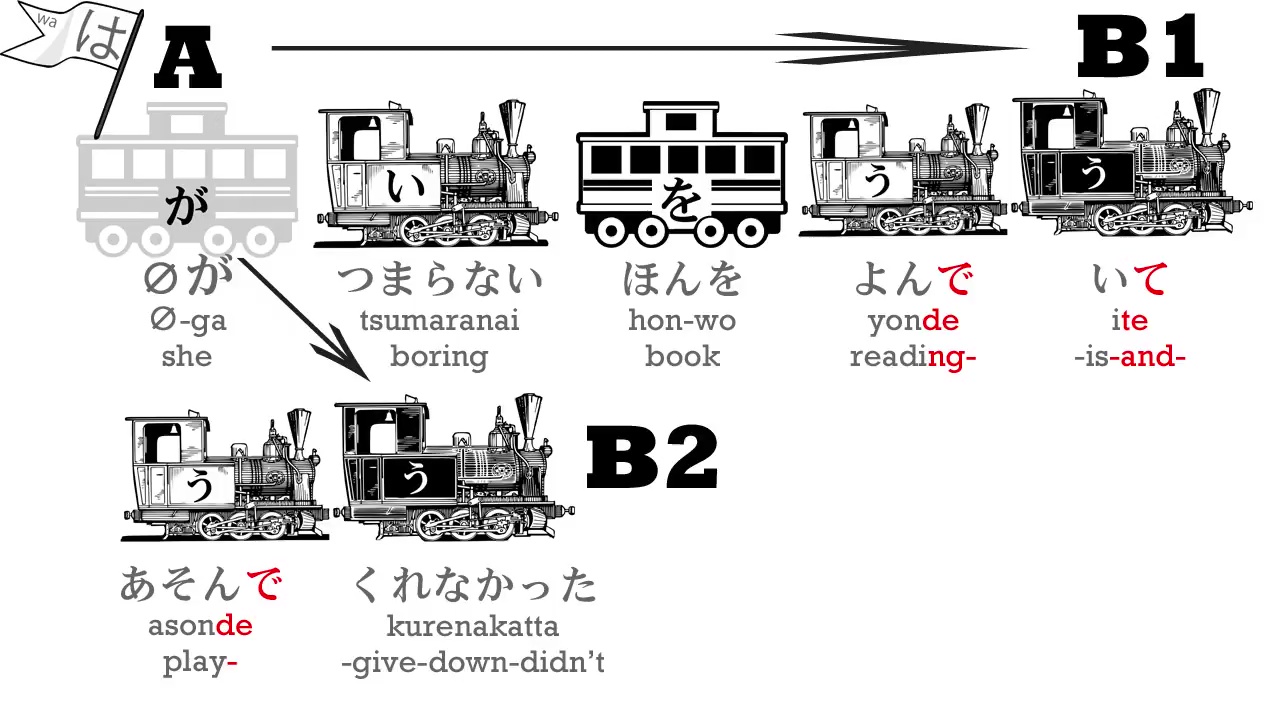 wa は
A
B1
が
い
を
う
う
∅が
つまらない
ほんを
よんで
いて
∅-ga
tsumaranai
hon-wo
yonde
ite
she
boring
book
reading-
-is-and-
う
う
B2
あそんで
くれなかった
asonde
kurenakatta
play-
-give-down-didn't